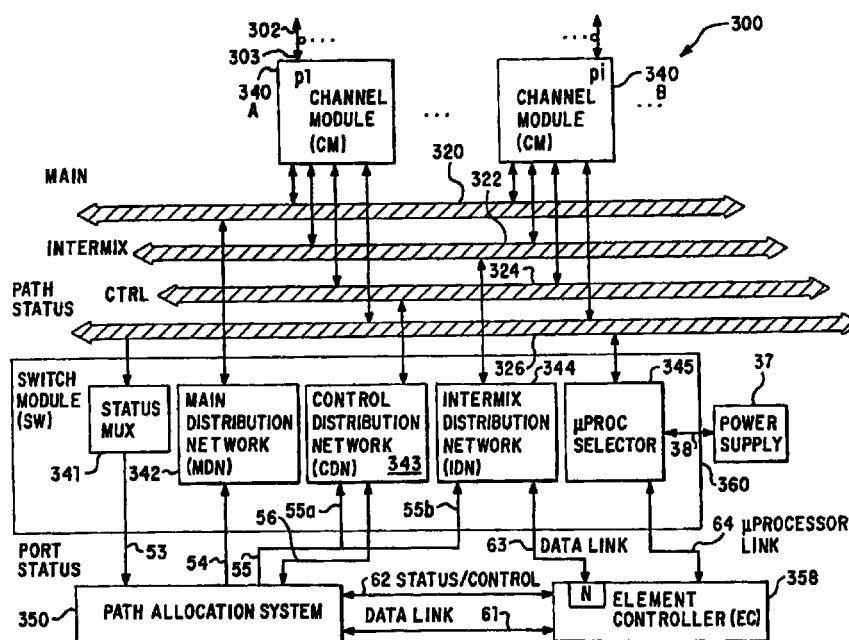 302
303
p1
340
A
CHANNEL
MODULE
(CM)
pi
CHANNEL
MODULE
(CM)
340
B
300
MAIN
320
322
INTERMIX
324
PATH
STATUS
CTRL
326
SWITCH
MODULE
(SW)
STATUS
MUX
341
MAIN
DISTRIBUTION
NETWORK
(MDN)
342
CONTROL
DISTRIBUTION
NETWORK
(CDN) 343
344
INTERMIX
DISTRIBUTION
NETWORK
(IDN)
345
µPROC
SELECTOR
37
POWER
SUPPLY
38
360
55a
55b
56
64 µPROCESSOR
LINK
63
DATA LINK
PORT
STATUS
53
54
55
62 STATUS/CONTROL
350
PATH ALLOCATION SYSTEM
DATA LINK 61
N
ELEMENT
CONTROLLER (EC)
358